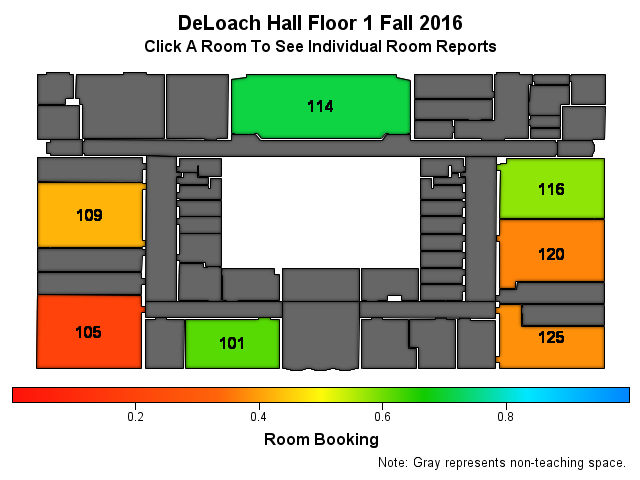 DeLoach Hall Floor 1 Fall 2016
Click A Room To See Individual Room Reports
114
116
109
120
105
101
125
0.2 0.4 0.6 0.8
Room Booking
Note: Gray represents non-teaching space.